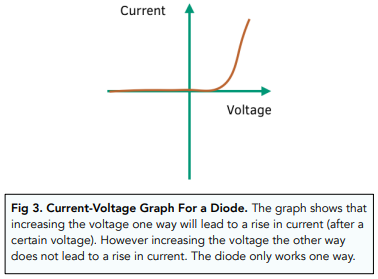 Current
Voltage
Fig 3. Current-Voltage Graph For a Diode. The graph shows that
increasing the voltage one way will lead to a rise in current (after a
certain voltage). However increasing the voltage the other way
does not lead to a rise in current. The diode only works one way.